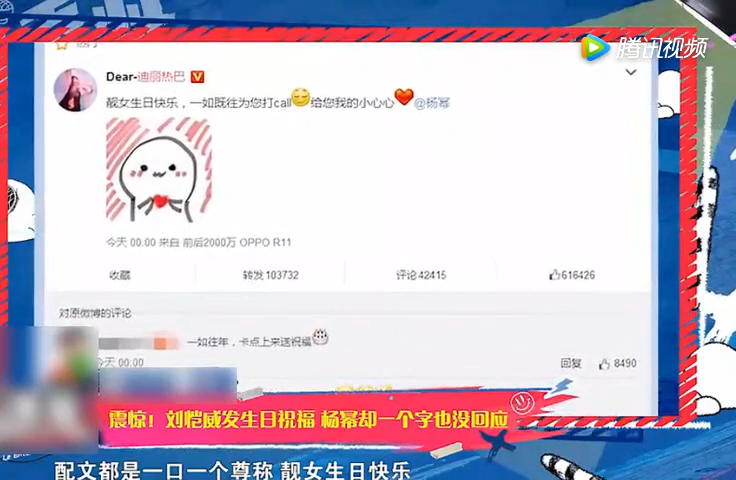 腾讯视频
Dear-迪丽热巴
靓女生日快乐，一如既往为您打call给您我的小心心@杨幂
今天 00.00 来自 前后2000万 OPPO R11
收藏 转发 103732 评论 42415 616426
对原微博的评论
一如往年，卡点上来送祝福
今天 00:00 回复 8490
震惊！刘恺威发生日祝福 杨幂却一个字也没回应
配文都是一口一个尊称 靓女生日快乐